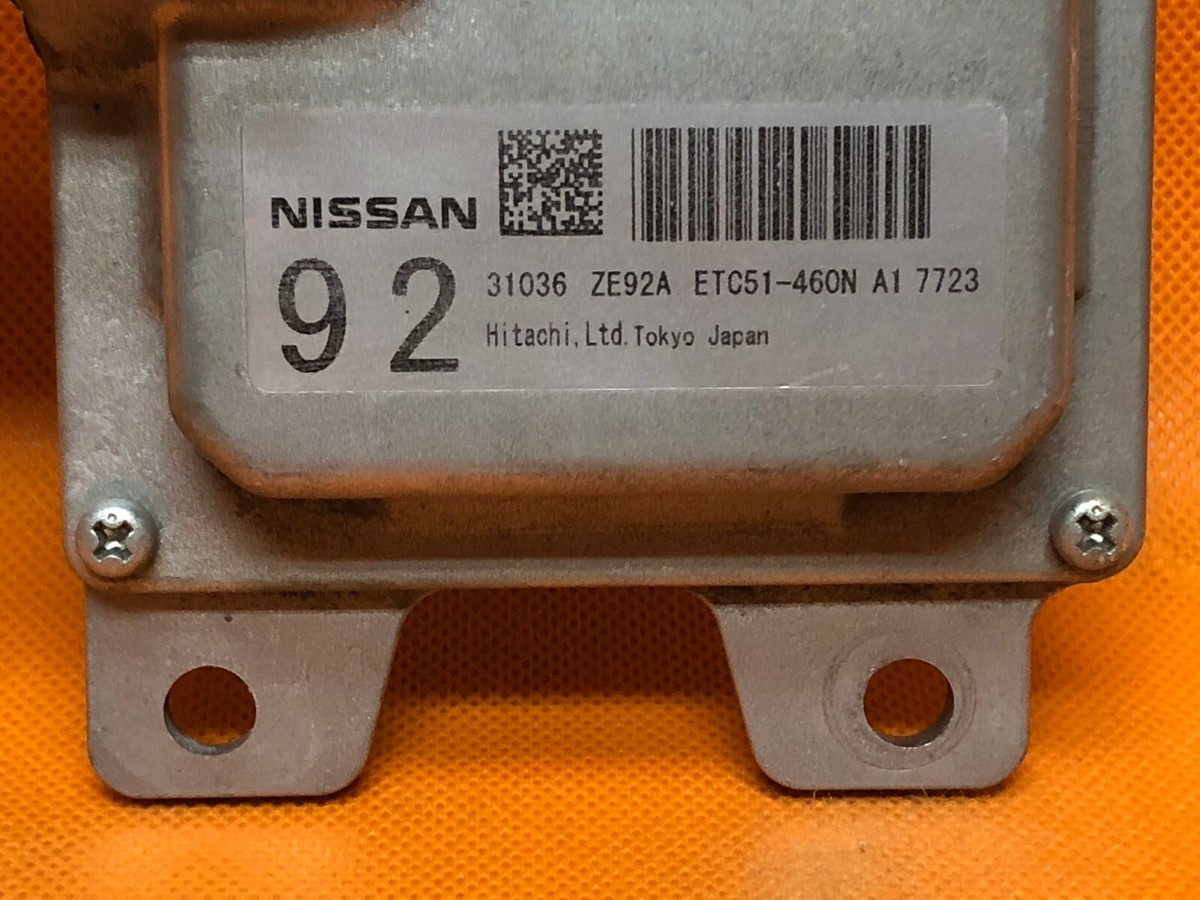 NISSAN
92 31036 ZE92A ETC51-460N A1 7723
Hitachi,Ltd.Tokyo Japan